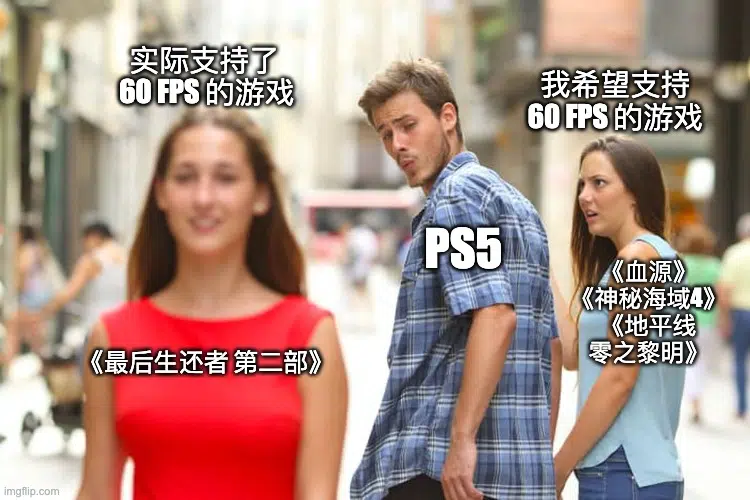 实际支持了
60 FPS 的游戏
我希望支持
60 FPS 的游戏
PS5
《血源》
《神秘海域4》
《地平线
零之黎明》
《最后生还者 第二部》
imgflip.com